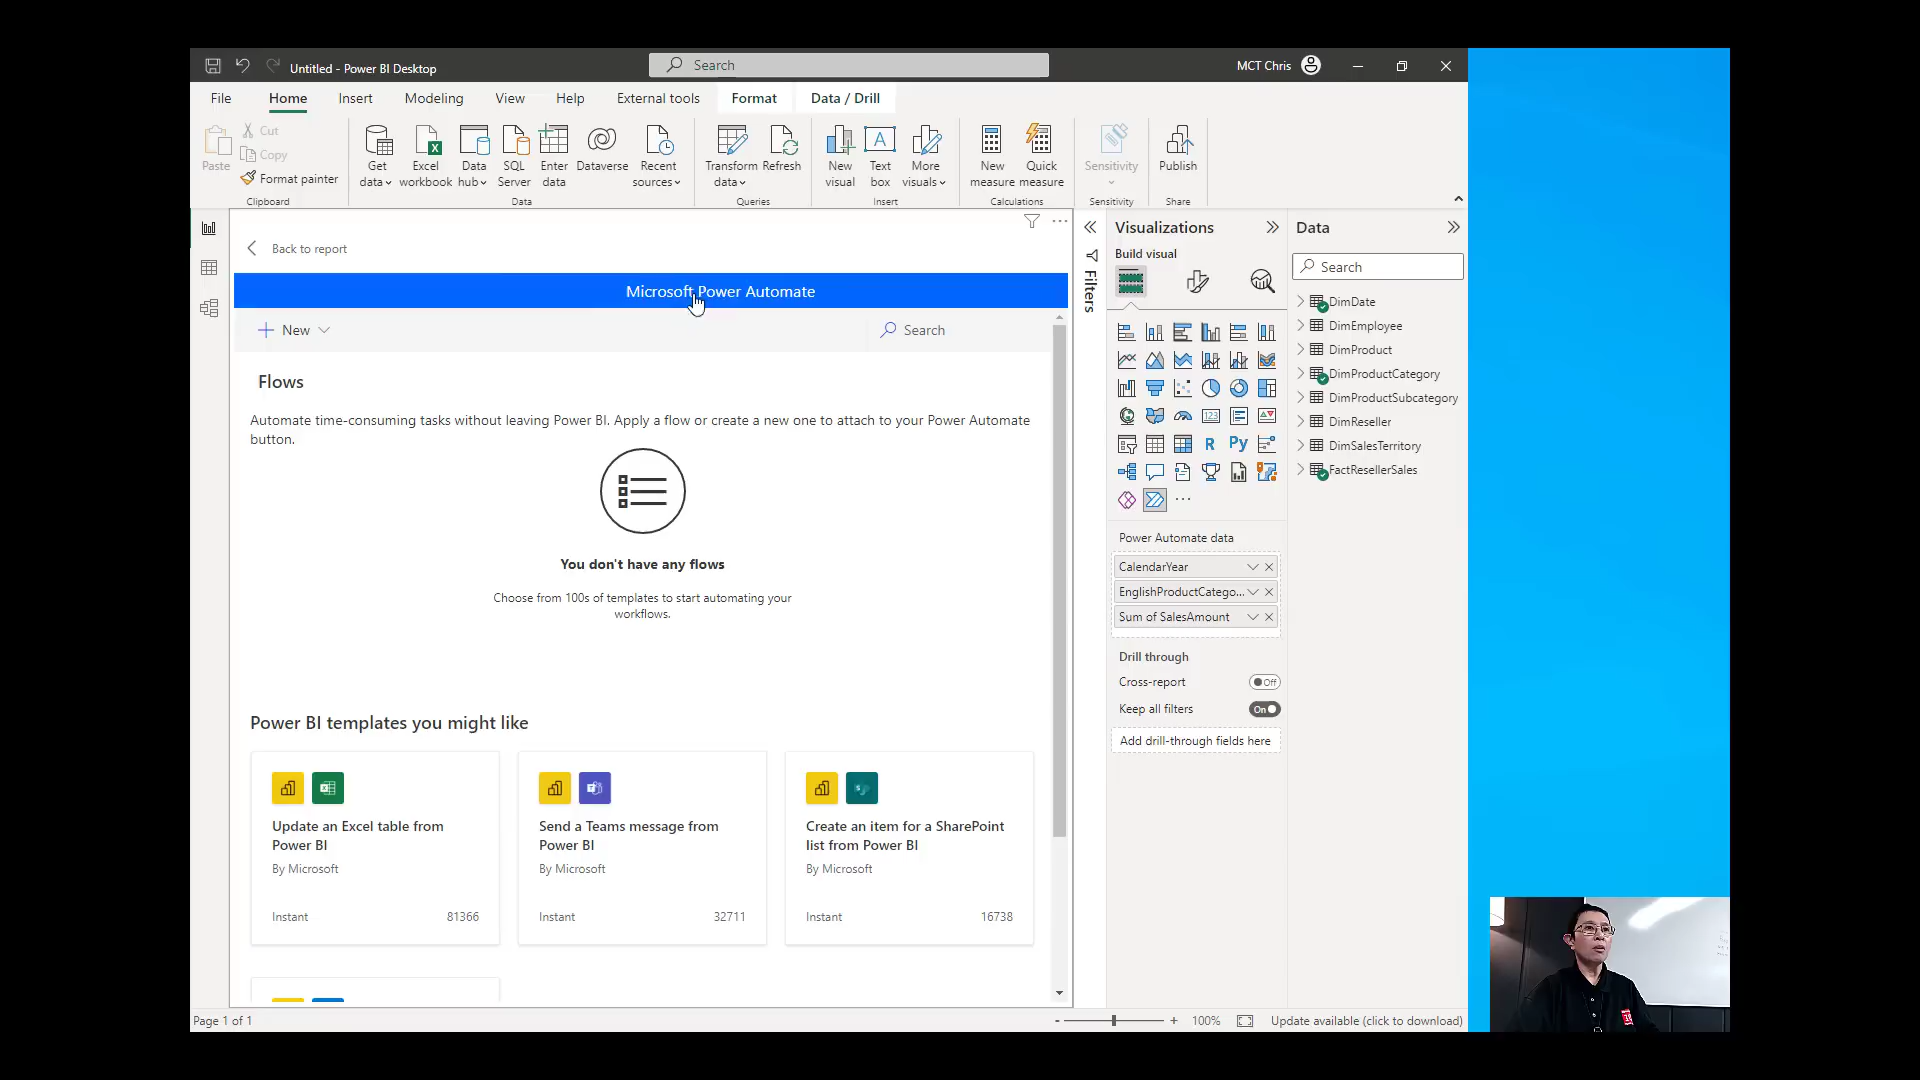 Untitled - Power BI Desktop
Search
MCT Chris
File
Home
Insert
Modeling
View
Help
External tools
Format
Data / Drill
Paste
Cut
Copy
Format painter
Clipboard
Get
data
Excel
workbook
Data
hub
SQL
Server
Enter
data
Dataverse
Recent
sources
Data
Transform
data
Refresh
Queries
New
visual
Text
box
More
visuals
Insert
New
measure
Quick
measure
Calculations
Sensitivity
Sensitivity
Publish
Share
Back to report
Microsoft Power Automate
New
Search
Flows
Automate time-consuming tasks without leaving Power BI. Apply a flow or create a new one to attach to your Power Automate
button.
You don't have any flows
Choose from 100s of templates to start automating your
workflows.
Power BI templates you might like
Update an Excel table from
Power BI
By Microsoft
Instant 81366
Send a Teams message from
Power BI
By Microsoft
Instant 32711
Create an item for a SharePoint
list from Power BI
By Microsoft
Instant 16738
Filters
Visualizations
Build visual
123
R
Py
Power Automate data
CalendarYear
EnglishProductCatego...
Sum of SalesAmount
Drill through
Cross-report
Off
Keep all filters
On
Add drill-through fields here
Data
Search
DimDate
DimEmployee
DimProduct
DimProductCategory
DimProductSubcategory
DimReseller
DimSalesTerritory
FactResellerSales
Page 1 of 1
- + 100%
Update available (click to download)